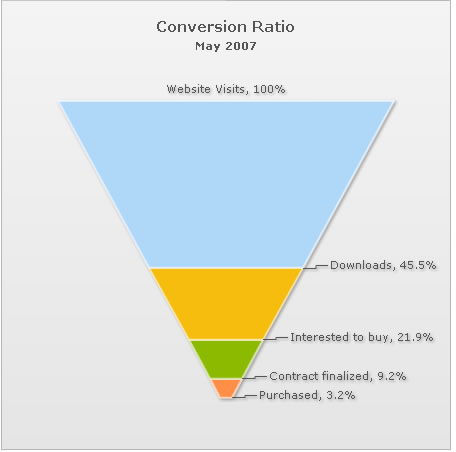 Conversion Ratio
May 2007
Website Visits, 100%
Downloads, 45.5%
Interested to buy, 21.9%
Contract finalized, 9.2%
Purchased, 3.2%